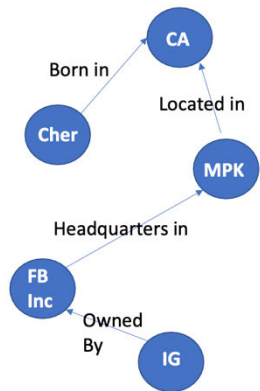 CA
Born in
Located in
Cher
MPK
Headquarters in
FB
Inc
Owned
By
IG